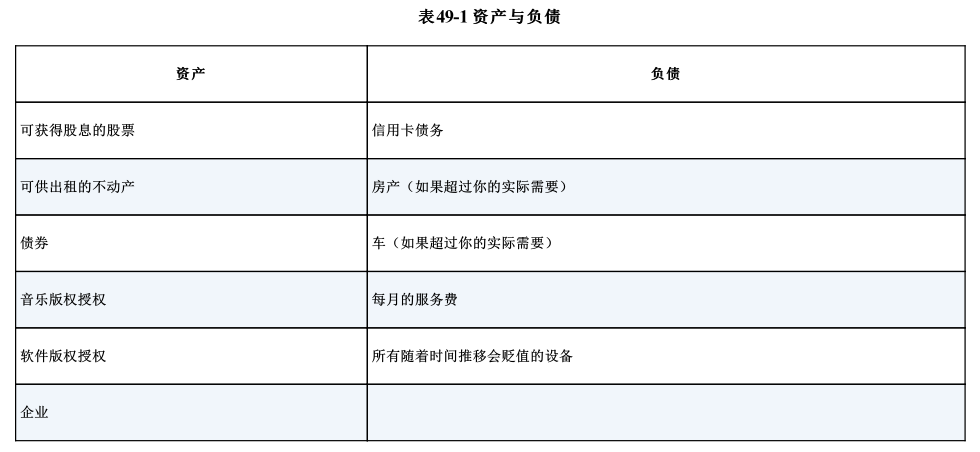 表49-1 资产与负债
资产 负债
可获得股息的股票 信用卡债务
可供出租的不动产 房产（如果超过你的实际需要）
债券 车（如果超过你的实际需要）
音乐版权授权 每月的服务费
软件版权授权 所有随着时间推移会贬值的设备
企业